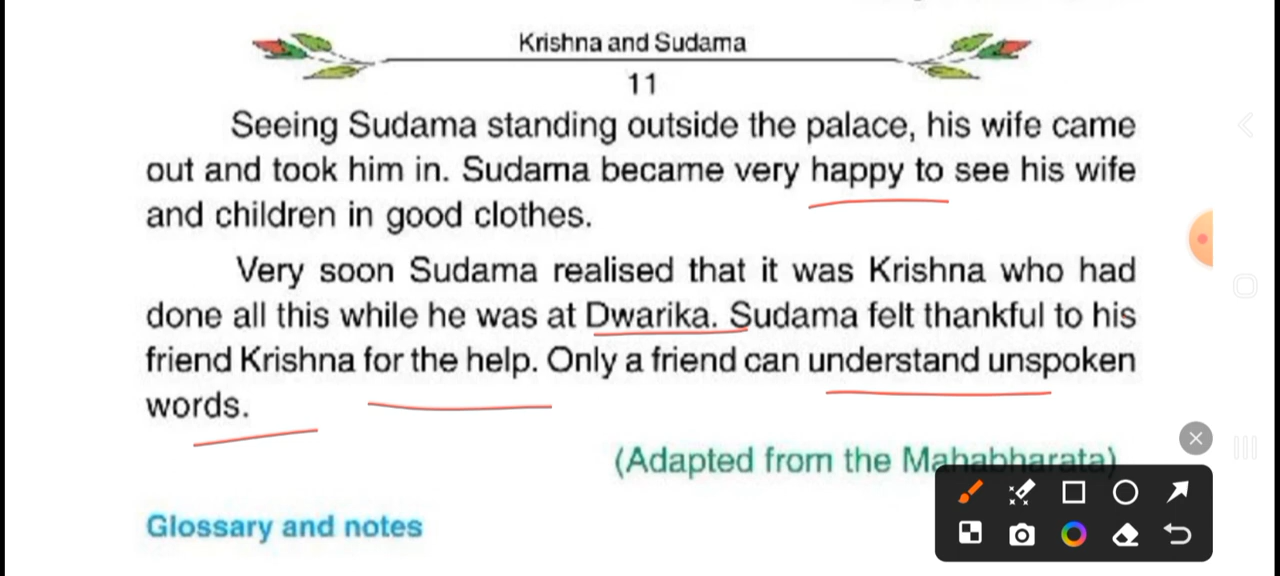 Krishna and Sudama
11
Seeing Sudama standing outside the palace, his wife came
out and took him in. Sudama became very happy to see his wife
and children in good clothes.
Very soon Sudama realised that it was Krishna who had
done all this while he was at Dwarika. Sudama felt thankful to his
friend Krishna for the help. Only a friend can understand unspoken
words.
(Adapted from the Mahabharata)
Glossary and notes